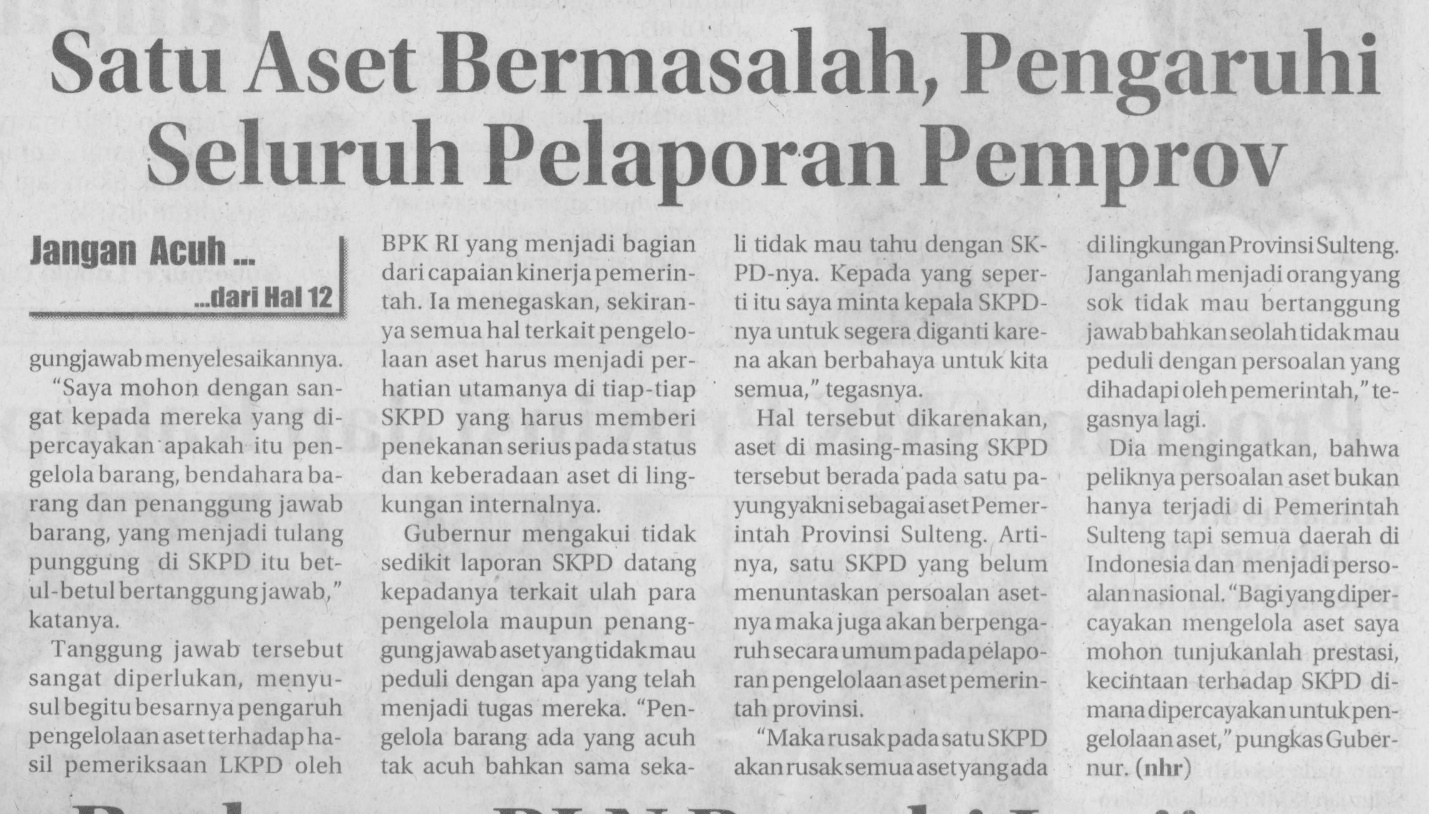 Satu Aset Bermasalah, Pengaruhi
Seluruh Pelaporan Pemprov
Jangan Acuh ...
...dari Hal 12
gungjawab menyelesaikannya.
“Saya mohon dengan san-
gat kepada mereka yang di-
percayakan apakah itu pen-
gelola barang, bendahara ba-
rang dan penanggung jawab
barang, yang menjadi tulang
punggung di SKPD itu bet-
ul-betul bertanggung jawab,”
katanya.
Tanggung jawab tersebut
sangat diperlukan, menyu-
sul begitu besarnya pengaruh
pengelolaan aset terhadap ha-
sil pemeriksaan LKPD oleh
BPK RI yang menjadi bagian
dari capaian kinerja pemerin-
tah. Ia menegaskan, sekiran-
ya semua hal terkait pengelo-
laan aset harus menjadi per-
hatian utamanya di tiap-tiap
SKPD yang harus memberi
penekanan serius pada status
dan keberadaan aset di ling-
kungan internalnya.
Gubernur mengakui tidak
sedikit laporan SKPD datang
kepadanya terkait ulah para
pengelola maupun penang-
gungjawab aset yang tidak mau
peduli dengan apa yang telah
menjadi tugas mereka. “Pen-
gelola barang ada yang acuh
tak acuh bahkan sama seka-
li tidak mau tahu dengan SK-
PD-nya. Kepada yang seper-
ti itu saya minta kepala SKPD-
nya untuk segera diganti kare-
na akan berbahaya untuk kita
semua,” tegasnya.
Hal tersebut dikarenakan,
aset di masing-masing SKPD
tersebut berada pada satu pa-
yung yakni sebagai aset Pemer-
intah Provinsi Sulteng. Arti-
nya, satu SKPD yang belum
menuntaskan persoalan aset-
nya maka juga akan berpenga-
ruh secara umum pada pelapo-
ran pengelolaan aset pemerin-
tah provinsi.
“Maka rusak pada satu SKPD
akan rusak semua aset yang ada
di lingkungan Provinsi Sulteng.
Janganlah menjadi orang yang
sok tidak mau bertanggung
jawab bahkan seolah tidak mau
peduli dengan persoalan yang
dihadapi oleh pemerintah,” te-
gasnya lagi.
Dia mengingatkan, bahwa
peliknya persoalan aset bukan
hanya terjadi di Pemerintah
Sulteng tapi semua daerah di
Indonesia dan menjadi perso-
alan nasional. “Bagi yang diper-
cayakan mengelola aset saya
mohon tunjukanlah prestasi,
kecintaan terhadap SKPD di-
mana dipercayakan untuk pen-
gelolaan aset,” pungkas Guber-
nur. (nhr)